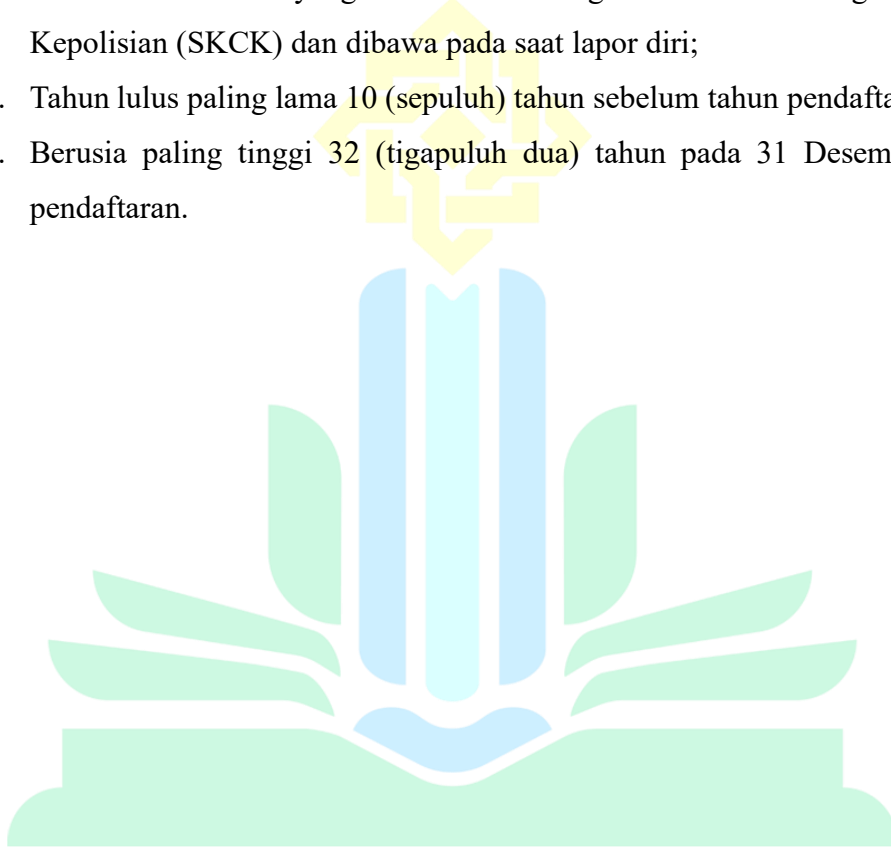 Kepolisian (SKCK) dan dibawa pada saat lapor diri;
. Tahun lulus paling lama 10 (sepuluh) tahun sebelum tahun pendafta
. Berusia paling tinggi 32 (tigapuluh dua) tahun pada 31 Desem
pendaftaran.